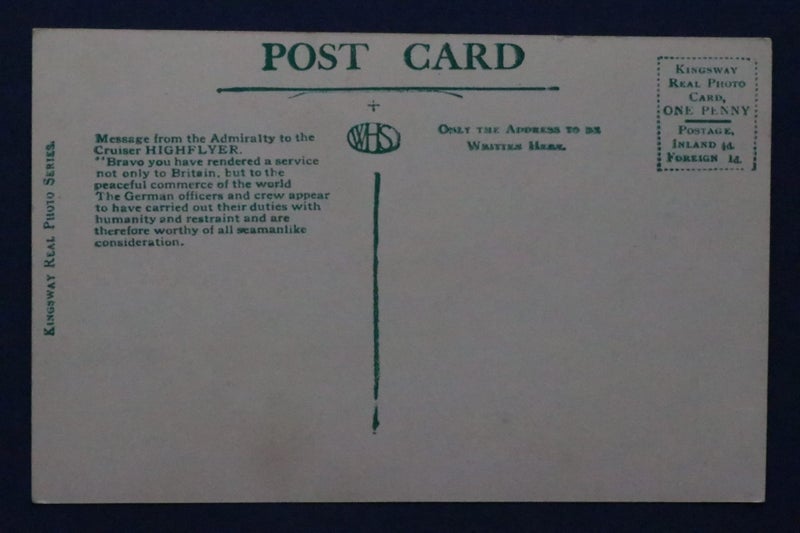 POST CARD
WHS
Message from the Admiralty to the
Cruiser HIGHFLYER.
"Bravo you have rendered a service
not only to Britain, but to the
peaceful commerce of the world
The German officers and crew appear
to have carried out their duties with
humanity and restraint and are
therefore worthy of all seamanlike
consideration.
ONLY THE ADDRESS TO BE
WRITTEN HERE.
KINGSWAY
REAL PHOTO
CARD,
ONE PENNY
POSTAGE,
INLAND ½d.
FOREIGN 1d.
KINGSWAY REAL PHOTO SERIES.